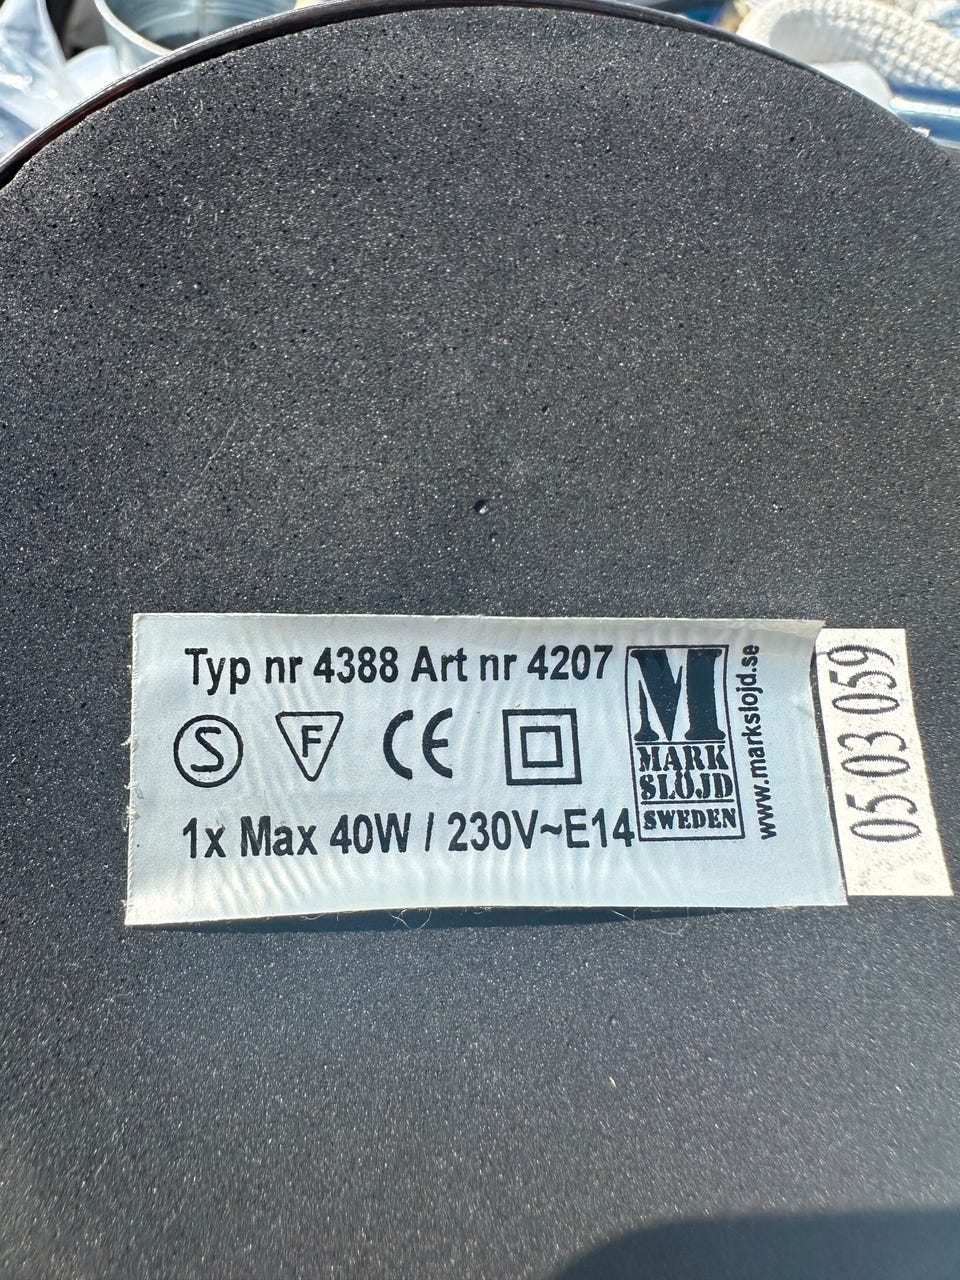 Typ nr 4388 Art nr 4207
S F CE
1x Max 40W / 230V~E14
M
MARK
SLÖJD
SWEDEN
www.markslojd.se
05 03 059